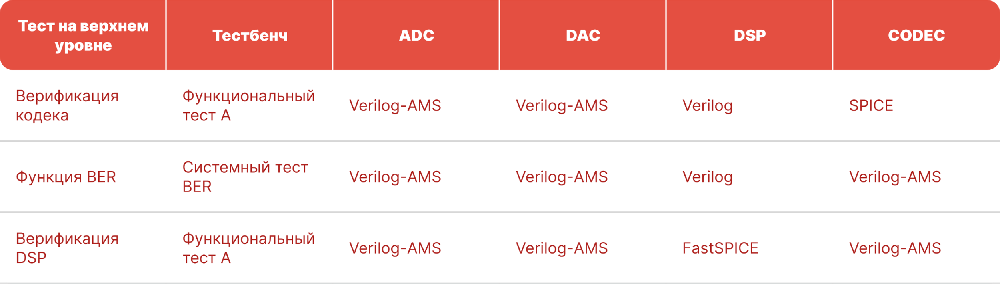 Тест на верхнем
уровне
Тестбенч
ADC
DAC
DSP
CODEC
Верификация
кодека
Функциональный
тест А
Verilog-AMS
Verilog-AMS
Verilog
SPICE
Функция BER
Системный тест
BER
Verilog-AMS
Verilog-AMS
Verilog
Verilog-AMS
Верификация
DSP
Функциональный
тест А
Verilog-AMS
Verilog-AMS
FastSPICE
Verilog-AMS